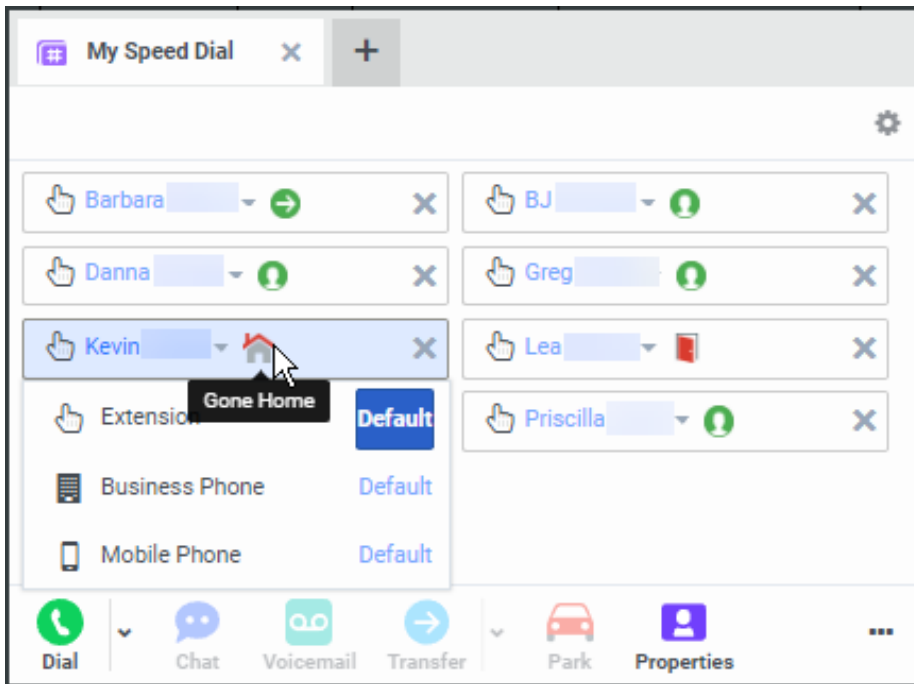 My Speed Dial
Barbara
BJ
Danna
Greg
Kevin
Lea
Gone Home
Extension
Default
Priscilla
Business Phone
Default
Mobile Phone
Default
Dial
Chat
Voicemail
Transfer
Park
Properties